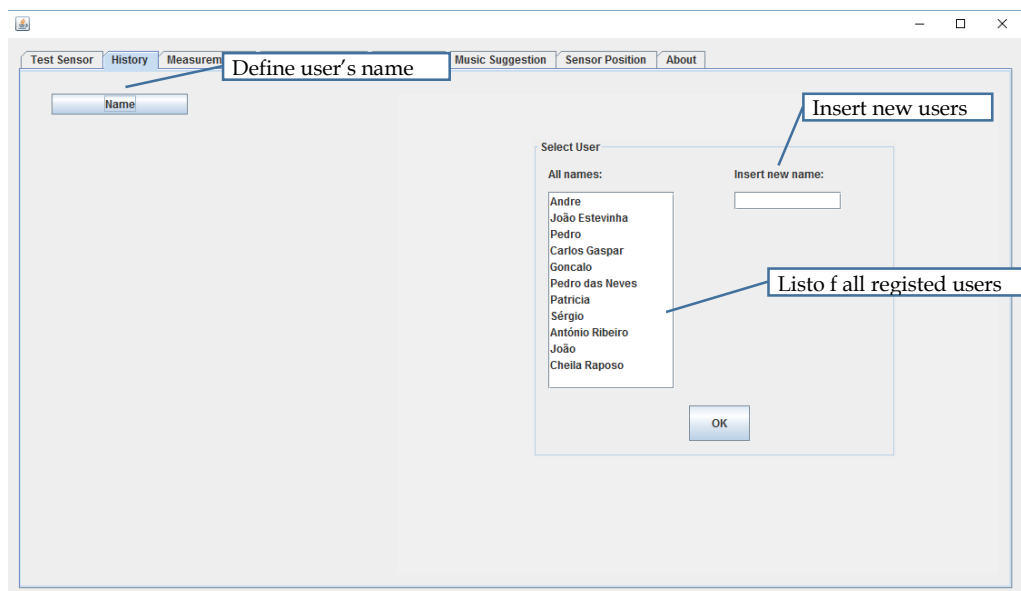 Test Sensor History Music Suggestion Sensor Position About
Define user's name
Name
Insert new users
Select User
All names: Insert new name:
Andre
João Estevinha
Pedro
Carlos Gaspar
Goncalo
Pedro das Neves
Patricia
Sérgio
António Ribeiro
João
Cheila Raposo
Listo f all registed users
OK